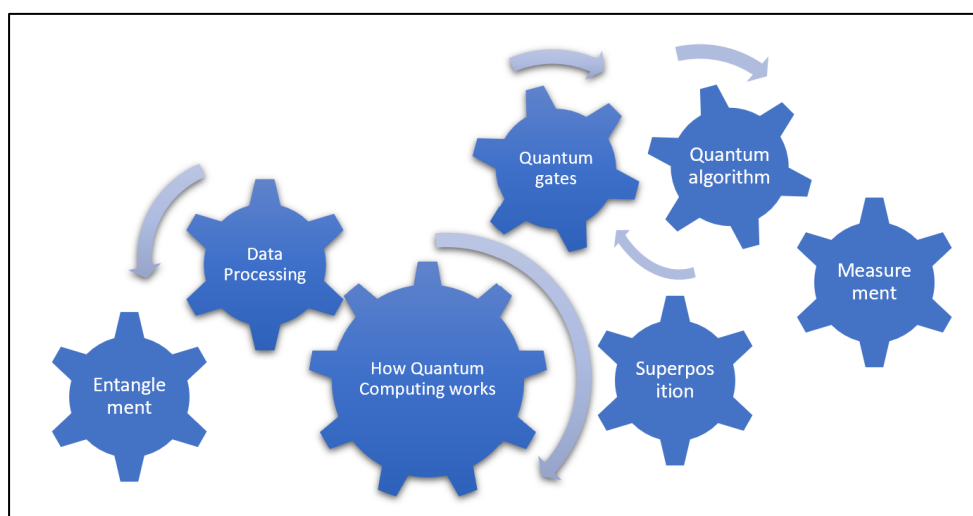 Quantum
gates
Quantum
algorithm
Data
Processing
Measure
ment
How Quantum
Computing works
Superpos
ition
Entangle
ment